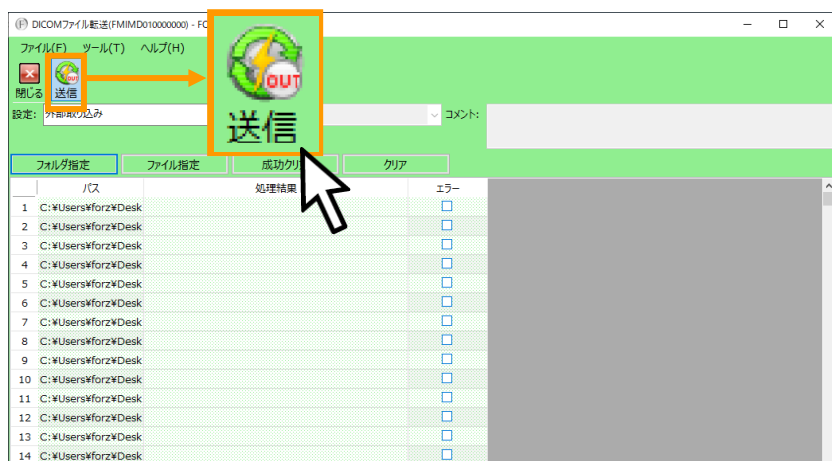 DICOMファイル転送(FMIMD010000000) - FC
ファイル(F) ツール(T) ヘルプ(H)
閉じる 送信
OUT
送信
設定: 外部取り込み コメント:
フォルダ指定 ファイル指定 成功クリ クリア
パス 処理結果 エラー
1 C:¥Users¥forz¥Desk
2 C:¥Users¥forz¥Desk
3 C:¥Users¥forz¥Desk
4 C:¥Users¥forz¥Desk
5 C:¥Users¥forz¥Desk
6 C:¥Users¥forz¥Desk
7 C:¥Users¥forz¥Desk
8 C:¥Users¥forz¥Desk
9 C:¥Users¥forz¥Desk
10 C:¥Users¥forz¥Desk
11 C:¥Users¥forz¥Desk
12 C:¥Users¥forz¥Desk
13 C:¥Users¥forz¥Desk
14 C:¥Users¥forz¥Desk